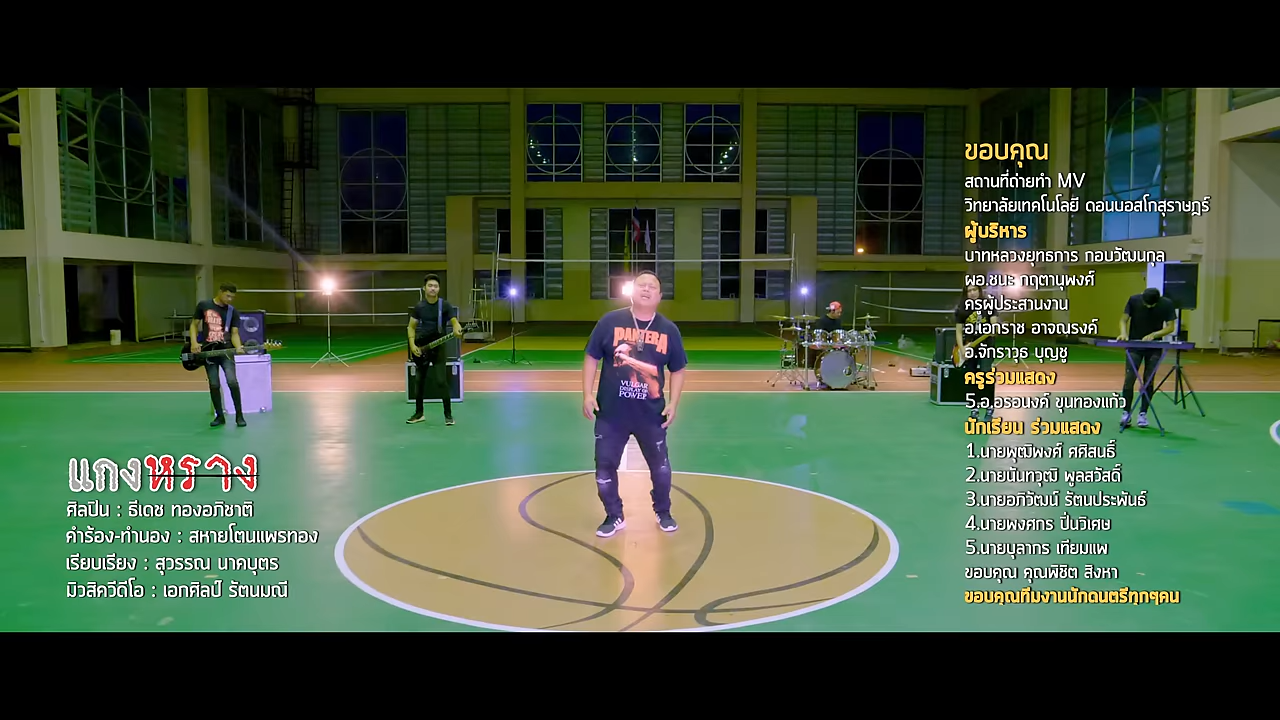 แกงหราง
ศิลปิน : ธีเดช ทองอภิชาติ
คำร้อง-ทำนอง : สหายโตนแพรทอง
เรียบเรียง : สุวรรณ นาคบุตร
มิวสิควีดีโอ : เอกศิลป์ รัตนมณี
PANTERA
VULGAR
DISPLAY OF
POWER
ขอบคุณ
สถานที่ถ่ายทำ MV
วิทยาลัยเทคโนโลยี ดอนบอสโกสุราษฎร์
ผู้บริหาร
บาทหลวงยุทธการ กอบวัฒนกุล
ผอ.ชนะ กฤตานุพงศ์
ครูผู้ประสานงาน
อ.เอกราช อาจณรงค์
อ.จักราวุธ บุญชู
ครูร่วมแสดง
5.อ.อรอนงค์ ขุนทองแก้ว
นักเรียน ร่วมแสดง
1.นายพุฒิพงศ์ ศศิสนธิ์
2.นายนันทวุฒิ พูลสวัสดิ์
3.นายอภิวัฒน์ รัตนประพันธ์
4.นายพงศกร ปิ่นวิเศษ
5.นายบุลากร เทียมแพ
ขอบคุณ คุณพิชิต สิงหา
ขอบคุณทีมงานนักดนตรีทุกๆคน